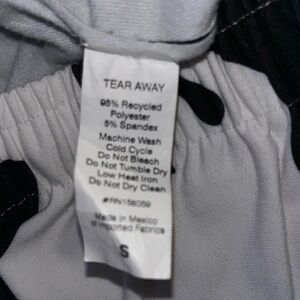 TEAR AWAY
95% Recycled
Polyester
5% Spandex
Machine Wash
Cold Cycle
Do Not Bleach
Do Not Tumble Dry
Low Heat Iron
Do Not Dry Clean
Made in Mexico
of Imported Fabrics
S